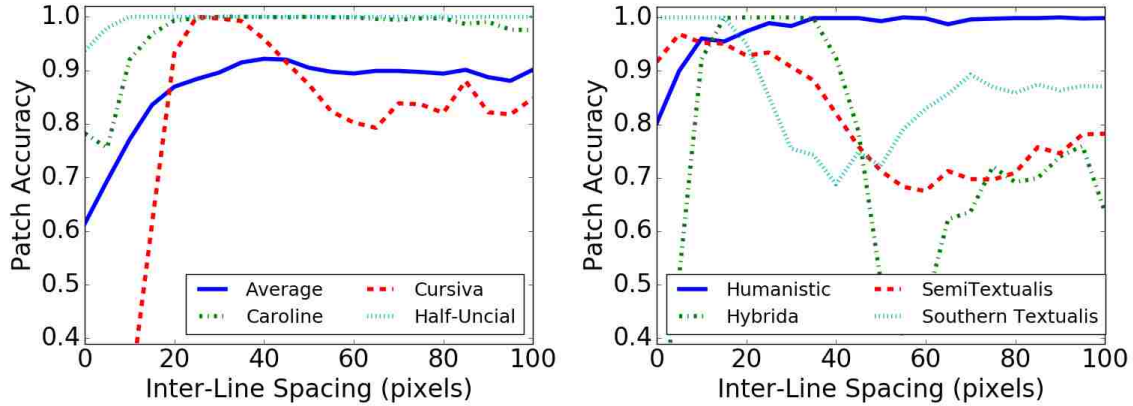 1.0
0.9
0.8
0.7
0.6
0.5
0.4
Patch Accuracy
Average
Caroline
Cursiva
Half-Uncial
0 20 40 60 80 100
Inter-Line Spacing (pixels)
1.0
0.9
0.8
0.7
0.6
0.5
0.4
Patch Accuracy
Humanistic
Hybrida
SemiTextualis
Southern Textualis
0 20 40 60 80 100
Inter-Line Spacing (pixels)